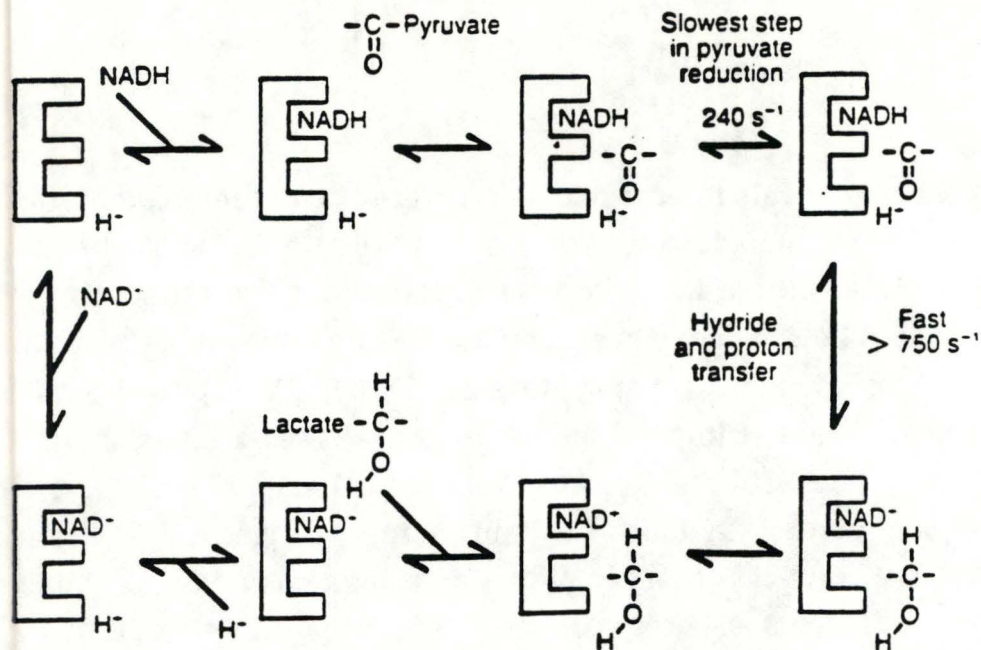 -C-Pyruvate
O
Slowest step
in pyruvate
reduction
240 s⁻¹
NADH
NADH
NADH
-C-
O
NADH
-C-
O
H⁻
H⁻
H⁻
H⁻
NAD⁻
Hydride
and proton
transfer
Fast
> 750 s⁻¹
H
Lactate -C-
O
H
NAD⁻
NAD⁻
NAD⁺
H
-C-
O
H
NAD⁻
H
-C-
O
H
H⁻
H⁻